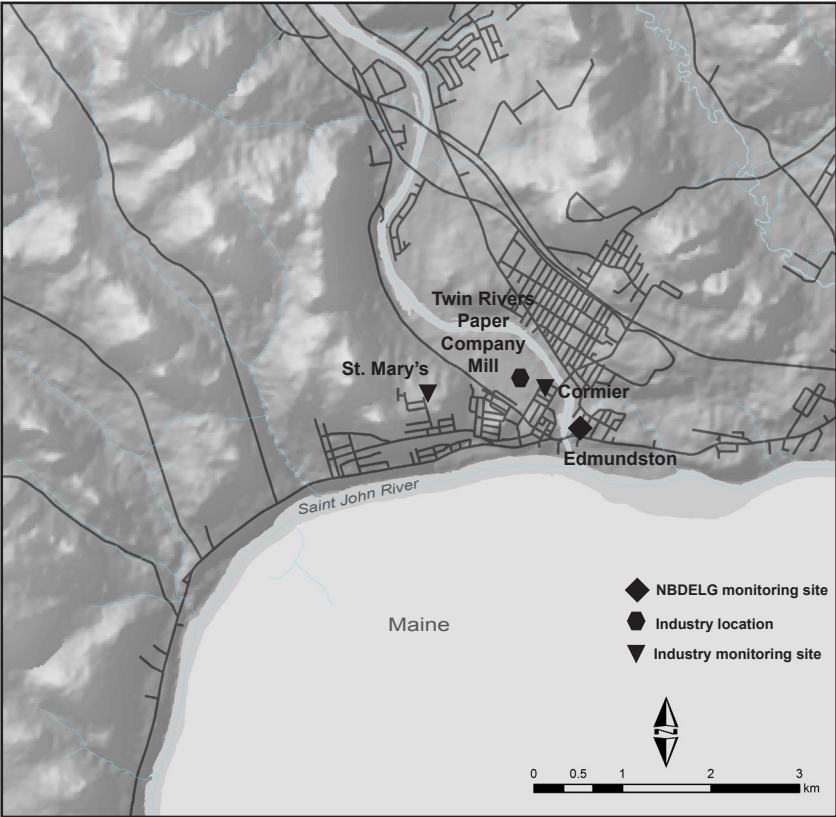 Twin Rivers
Paper
Company
Mill
St. Mary's
Cormier
Edmundston
Saint John River
Maine
NBDELG monitoring site
Industry location
Industry monitoring site
N
0 0.5 1 2 3
km